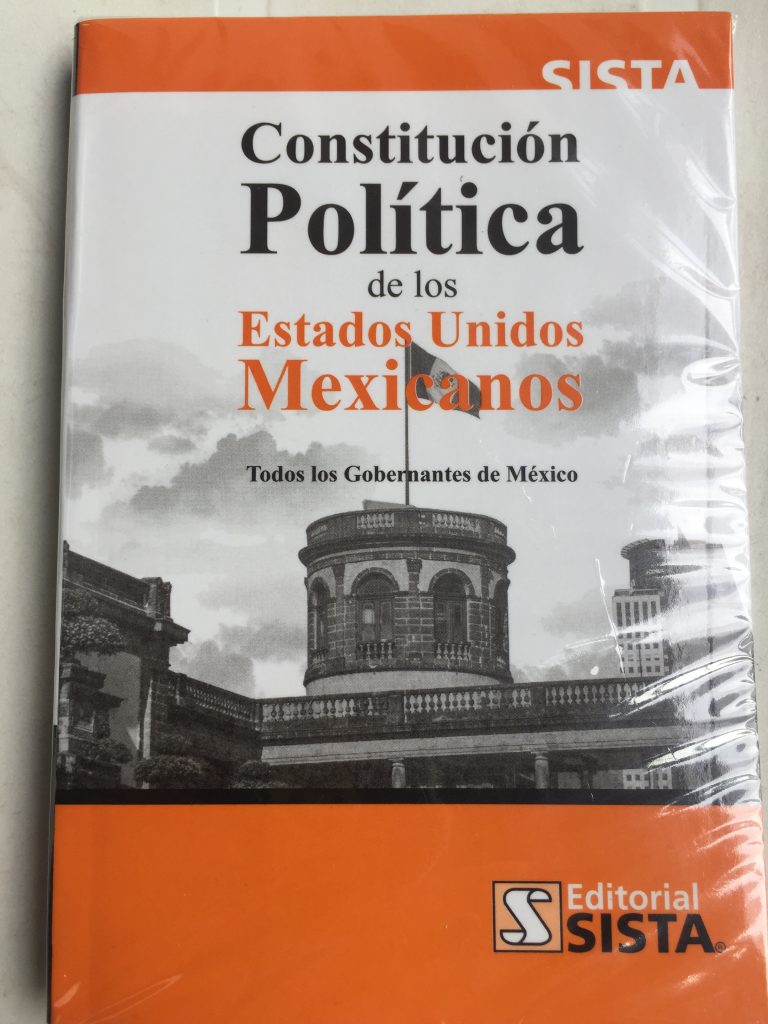 SISTA
Constitución
Política
de los
Estados Unidos
Mexicanos
Todos los Gobernantes de México
Editorial
SISTA®